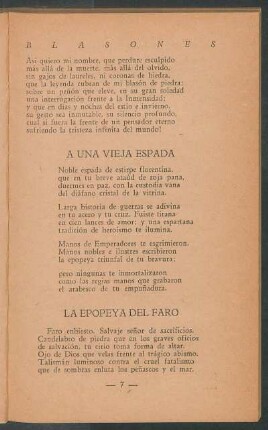 BLASONES
Así quiero mi nombre, que perdure esculpido
más allá de la muerte, más allá del olvido,
sin gajos de laureles, ni coronas de hiedra,
que la leyenda rubean de mi blasón de piedra:
sólo un peñón que eleve, en su gran soledad
una interrogación frente a la inmensidad;
y que en días y noches del estío e invierno,
su gesto sea inmutable, su silencio profundo,
cual si fuera la frente de un pensador eterno
sufriendo la tristeza infinita del mundo!
A UNA VIEJA ESPADA
Noble espada de estirpe florentina,
que en tu breve ataúd de roja pana,
duermes en paz, con la custodia vana
del diáfano cristal de la vitrina.
Larga historia de guerras se adivina
en tu acero y tu cruz. Fuiste titana
en cien lances de amor: y una espartana
tradición de heroísmo te ilumina.
Manos de Emperadores te esgrimieron.
Manos nobles e ilustres escribieron
la epopeya triunfal de tu bravura:
pero ningunas te inmortalizaron
como las regias manos que grabaron
el arabesco de tu empuñadura.
LA EPOPEYA DEL FARO
Faro enhiesto. Salvaje señor de sacrificios.
Candelabro de piedra que en los graves oficios
de salvación, tu cirio toma forma de altar.
Ojo de Dios que velas frente al trágico abismo.
Talismán luminoso contra el cruel fatalismo
que de sombras enluta los peñascos y el mar.
— 7 —